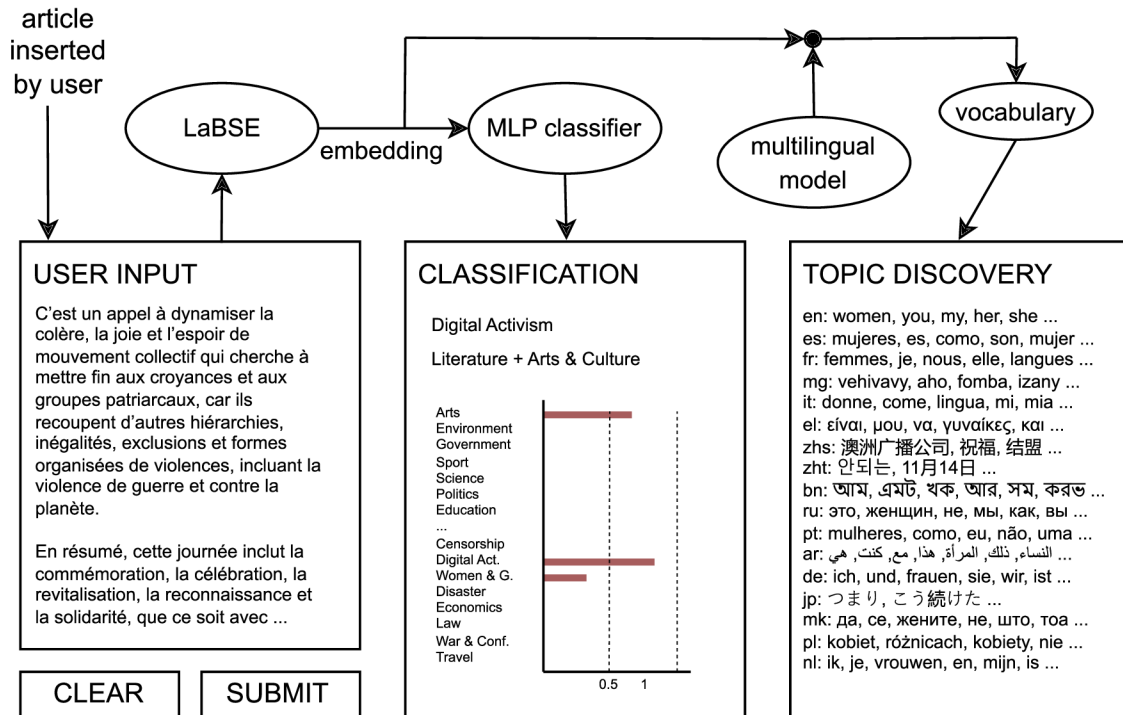 article
inserted
by user
LaBSE
embedding
MLP classifier
multilingual
model
vocabulary
USER INPUT
C'est un appel à dynamiser la
colère, la joie et l'espoir de
mouvement collectif qui cherche à
mettre fin aux croyances et aux
groupes patriarcaux, car ils
recoupent d'autres hiérarchies,
inégalités, exclusions et formes
organisées de violences, incluant la
violence de guerre et contre la
planète.
En résumé, cette journée inclut la
commémoration, la célébration, la
revitalisation, la reconnaissance et
la solidarité, que ce soit avec ...
CLEAR
SUBMIT
CLASSIFICATION
Digital Activism
Literature + Arts & Culture
Arts
Environment
Government
Sport
Science
Politics
Education
...
Censorship
Digital Act.
Women & G.
Disaster
Economics
Law
War & Conf.
Travel
0.5 1
TOPIC DISCOVERY
en: women, you, my, her, she ...
es: mujeres, es, como, son, mujer ...
fr: femmes, je, nous, elle, langues ...
mg: vehivavy, aho, fomba, izany ...
it: donne, come, lingua, mi, mia ...
el: είναι, μου, να, γυναίκες, και ...
zhs: 澳洲广播公司, 祝福, 结盟 ...
zht: 안되는, 11月14日 ...
bn: আম, এমট, খক, আর, সম, করভ ...
ru: это, женщин, не, мы, как, вы ...
pt: mulheres, como, eu, não, uma ...
ar: النساء, ذلك, المرأة, هذا, مع, كنت, هي ...
de: ich, und, frauen, sie, wir, ist ...
jp: つまり, こう続けた ...
mk: да, се, жените, не, што, тоа ...
pl: kobiet, różnicach, kobiety, nie ...
nl: ik, je, vrouwen, en, mijn, is ...